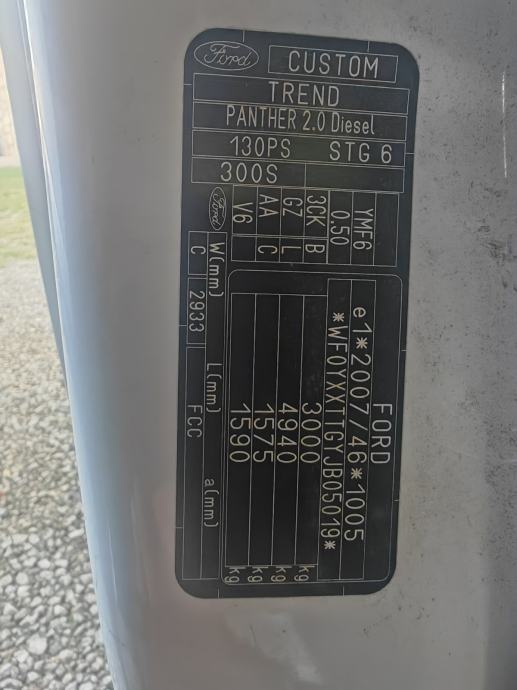 Ford CUSTOM
TREND
PANTHER 2.0 Diesel
130PS STG 6
300S
YMF6
0.50
3CK B
GZ L
AA C
V6
Ford
FORD
e1*2007/46*1005
*WF0YXXTTGYJB05019*
3000 kg
4940 kg
1575 kg
1590 kg
W(mm) L(mm) a(mm)
C 2933 FCC